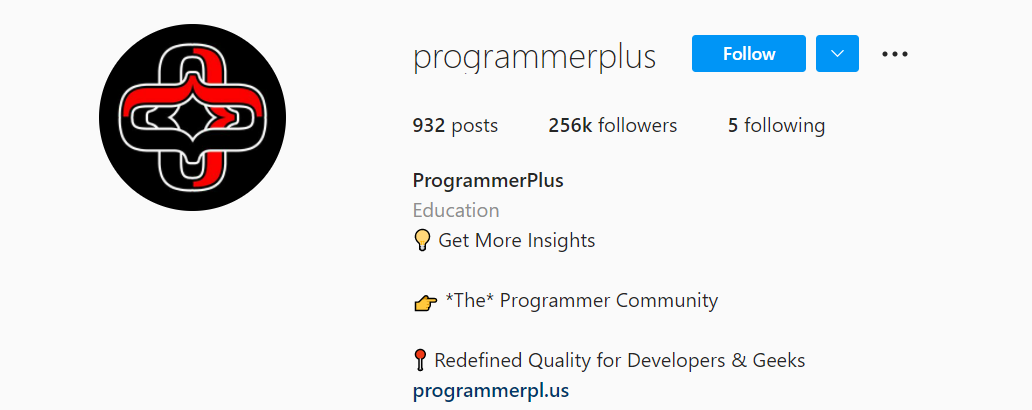 programmerplus Follow
932 posts 256k followers 5 following
ProgrammerPlus
Education
💡 Get More Insights
👉 *The* Programmer Community
📍 Redefined Quality for Developers & Geeks
programmerpl.us